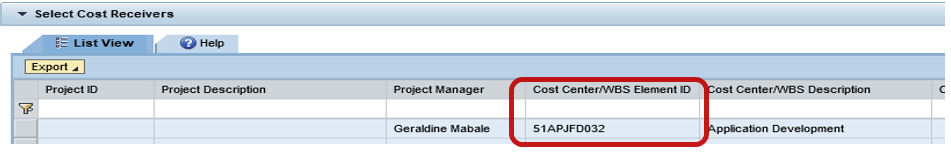 Select Cost Receivers
List View Help
Export
Project ID Project Description Project Manager Cost Center/WBS Element ID Cost Center/WBS Description
Geraldine Mabale 51APJFD032 Application Development